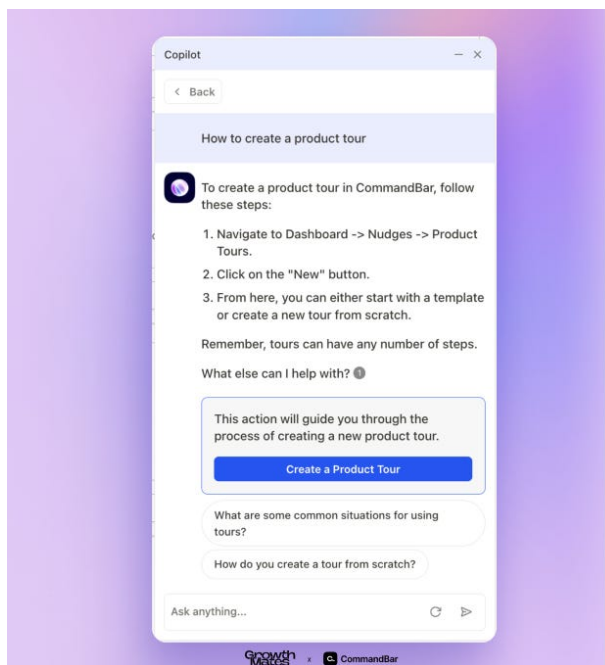 Copilot
Back
How to create a product tour
To create a product tour in CommandBar, follow
these steps:
1. Navigate to Dashboard -> Nudges -> Product
Tours.
2. Click on the "New" button.
3. From here, you can either start with a template
or create a new tour from scratch.
Remember, tours can have any number of steps.
What else can I help with? 1
This action will guide you through the
process of creating a new product tour.
Create a Product Tour
What are some common situations for using
tours?
How do you create a tour from scratch?
Ask anything...
Growth
Mates x CommandBar